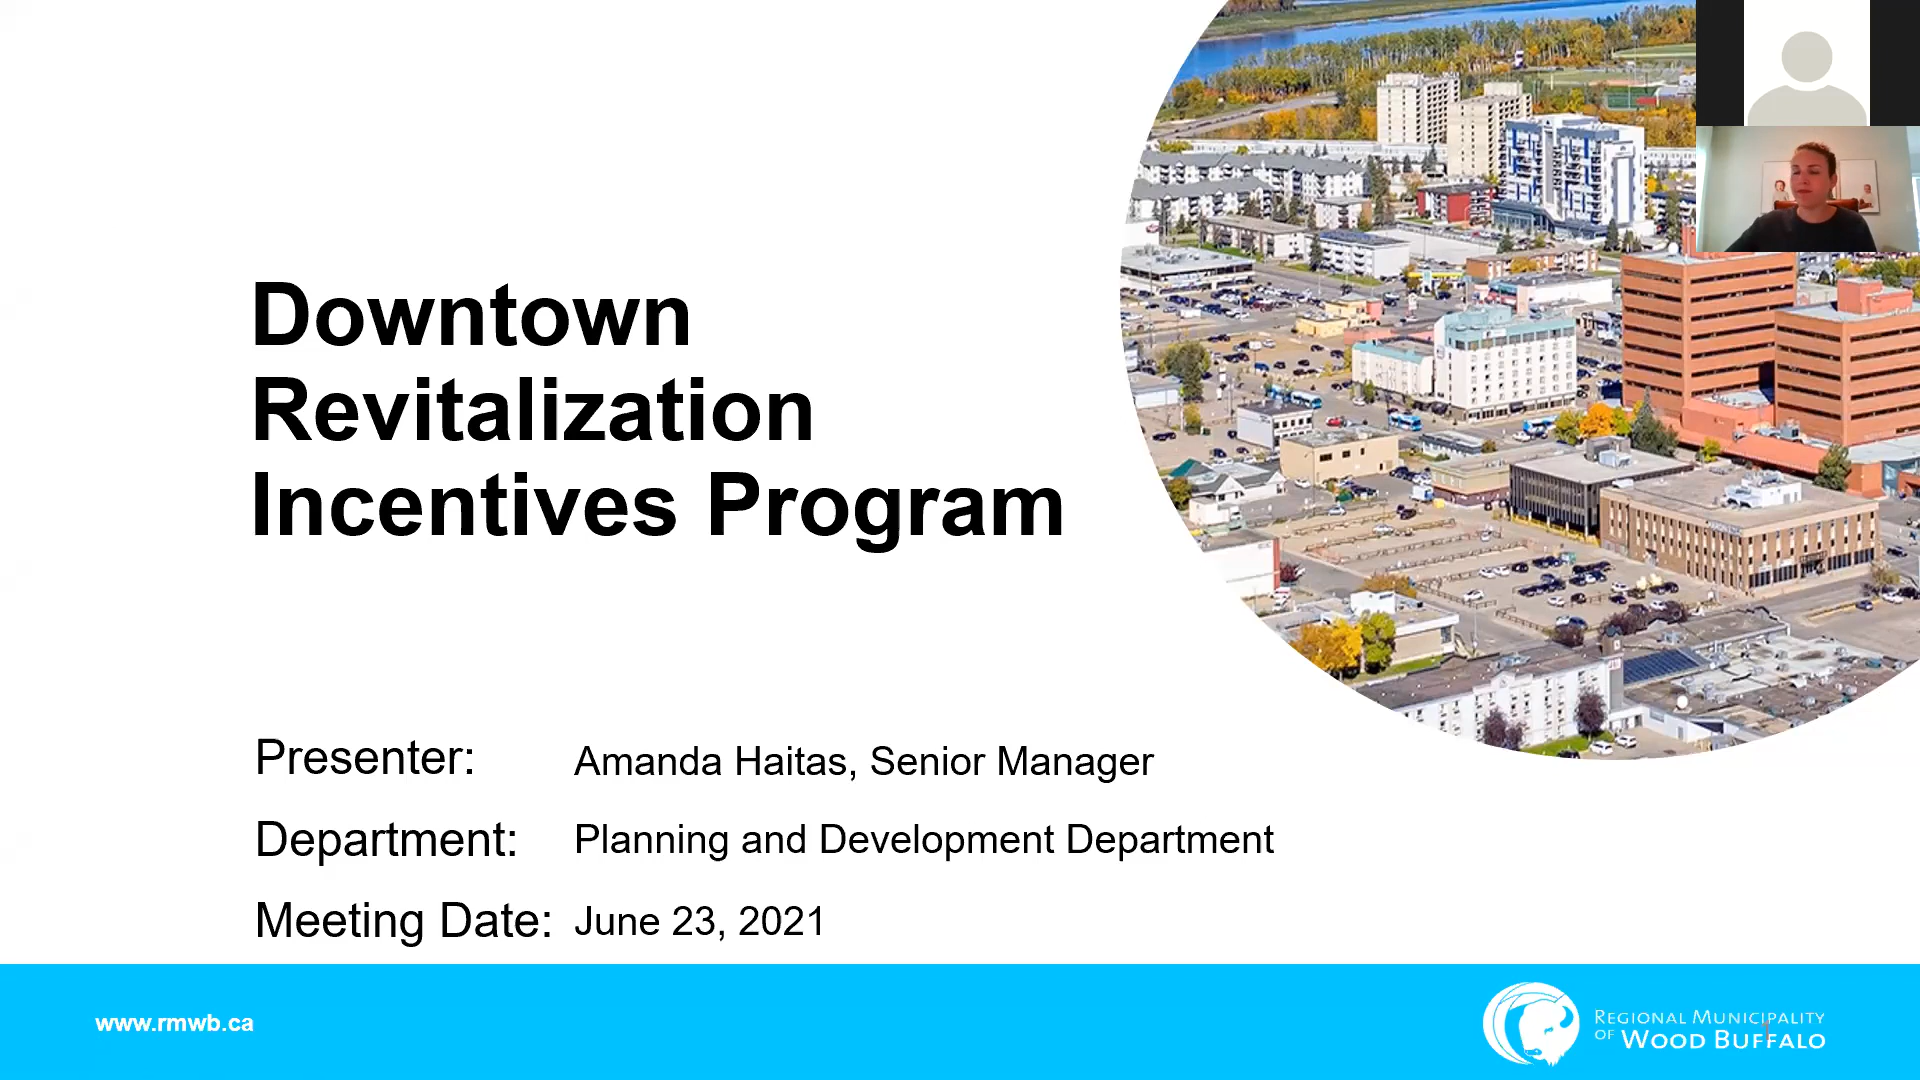 Downtown
Revitalization
Incentives Program
Presenter: Amanda Haitas, Senior Manager
Department: Planning and Development Department
Meeting Date: June 23, 2021
www.rmwb.ca
REGIONAL MUNICIPALITY
OF WOOD BUFFALO